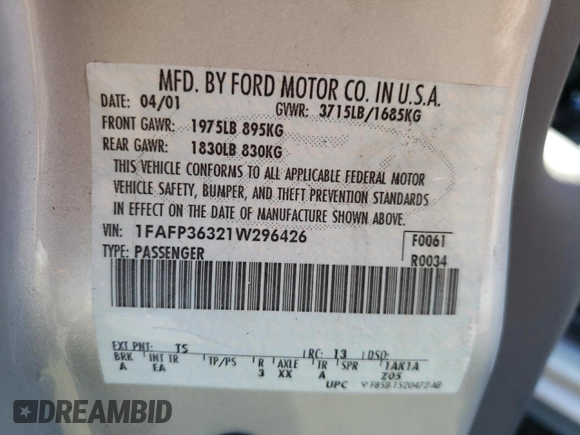 MFD. BY FORD MOTOR CO. IN U.S.A.
DATE: 04/01 GVWR: 3715LB/1685KG
FRONT GAWR: 1975LB 895KG
REAR GAWR: 1830LB 830KG
THIS VEHICLE CONFORMS TO ALL APPLICABLE FEDERAL MOTOR
VEHICLE SAFETY, BUMPER, AND THEFT PREVENTION STANDARDS
IN EFFECT ON THE DATE OF MANUFACTURE SHOWN ABOVE.
VIN: 1FAFP36321W296426 F0061
TYPE: PASSENGER R0034
EXT PNT: TS RC: 13 DSO:
BRK INT TR TP/PS R AXLE TR SPR 1AK1A
A EA 3 XX A Z05
UPC
DREAMBID